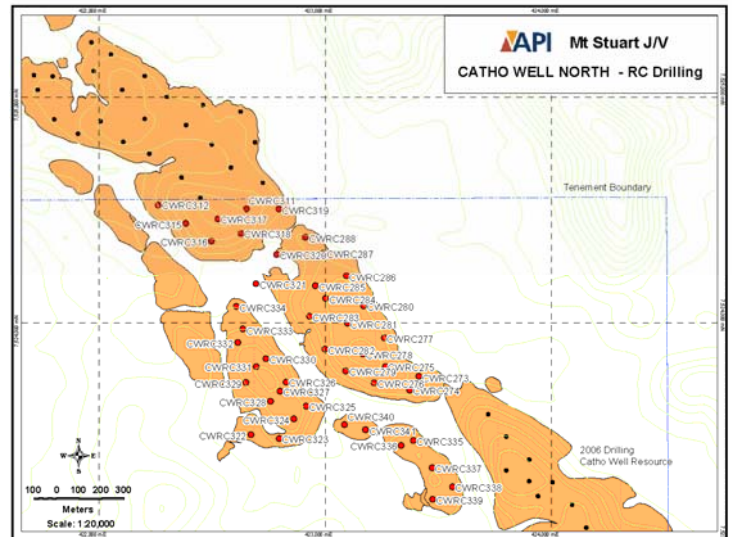 API Mt Stuart J/V
CATHO WELL NORTH - RC Drilling
Tenement Boundary
CWRC312
CWRC311
CWRC319
CWRC315
CWRC317
CWRC316
CWRC318
CWRC288
CWRC320
CWRC287
CWRC286
CWRC321
CWRC285
CWRC284
CWRC280
CWRC334
CWRC283
CWRC281
CWRC333
CWRC277
CWRC332
CWRC282
CWRC278
CWRC330
CWRC331
CWRC279
CWRC275
CWRC273
CWRC329
CWRC326
CWRC276
CWRC327
CWRC274
CWRC328
CWRC325
CWRC324
CWRC340
CWRC322
CWRC323
CWRC341
CWRC335
CWRC336
CWRC337
CWRC338
CWRC339
2006 Drilling
Catho Well Resource
N
W E
S
100 0 100 200 300
Meters
Scale: 1:20,000